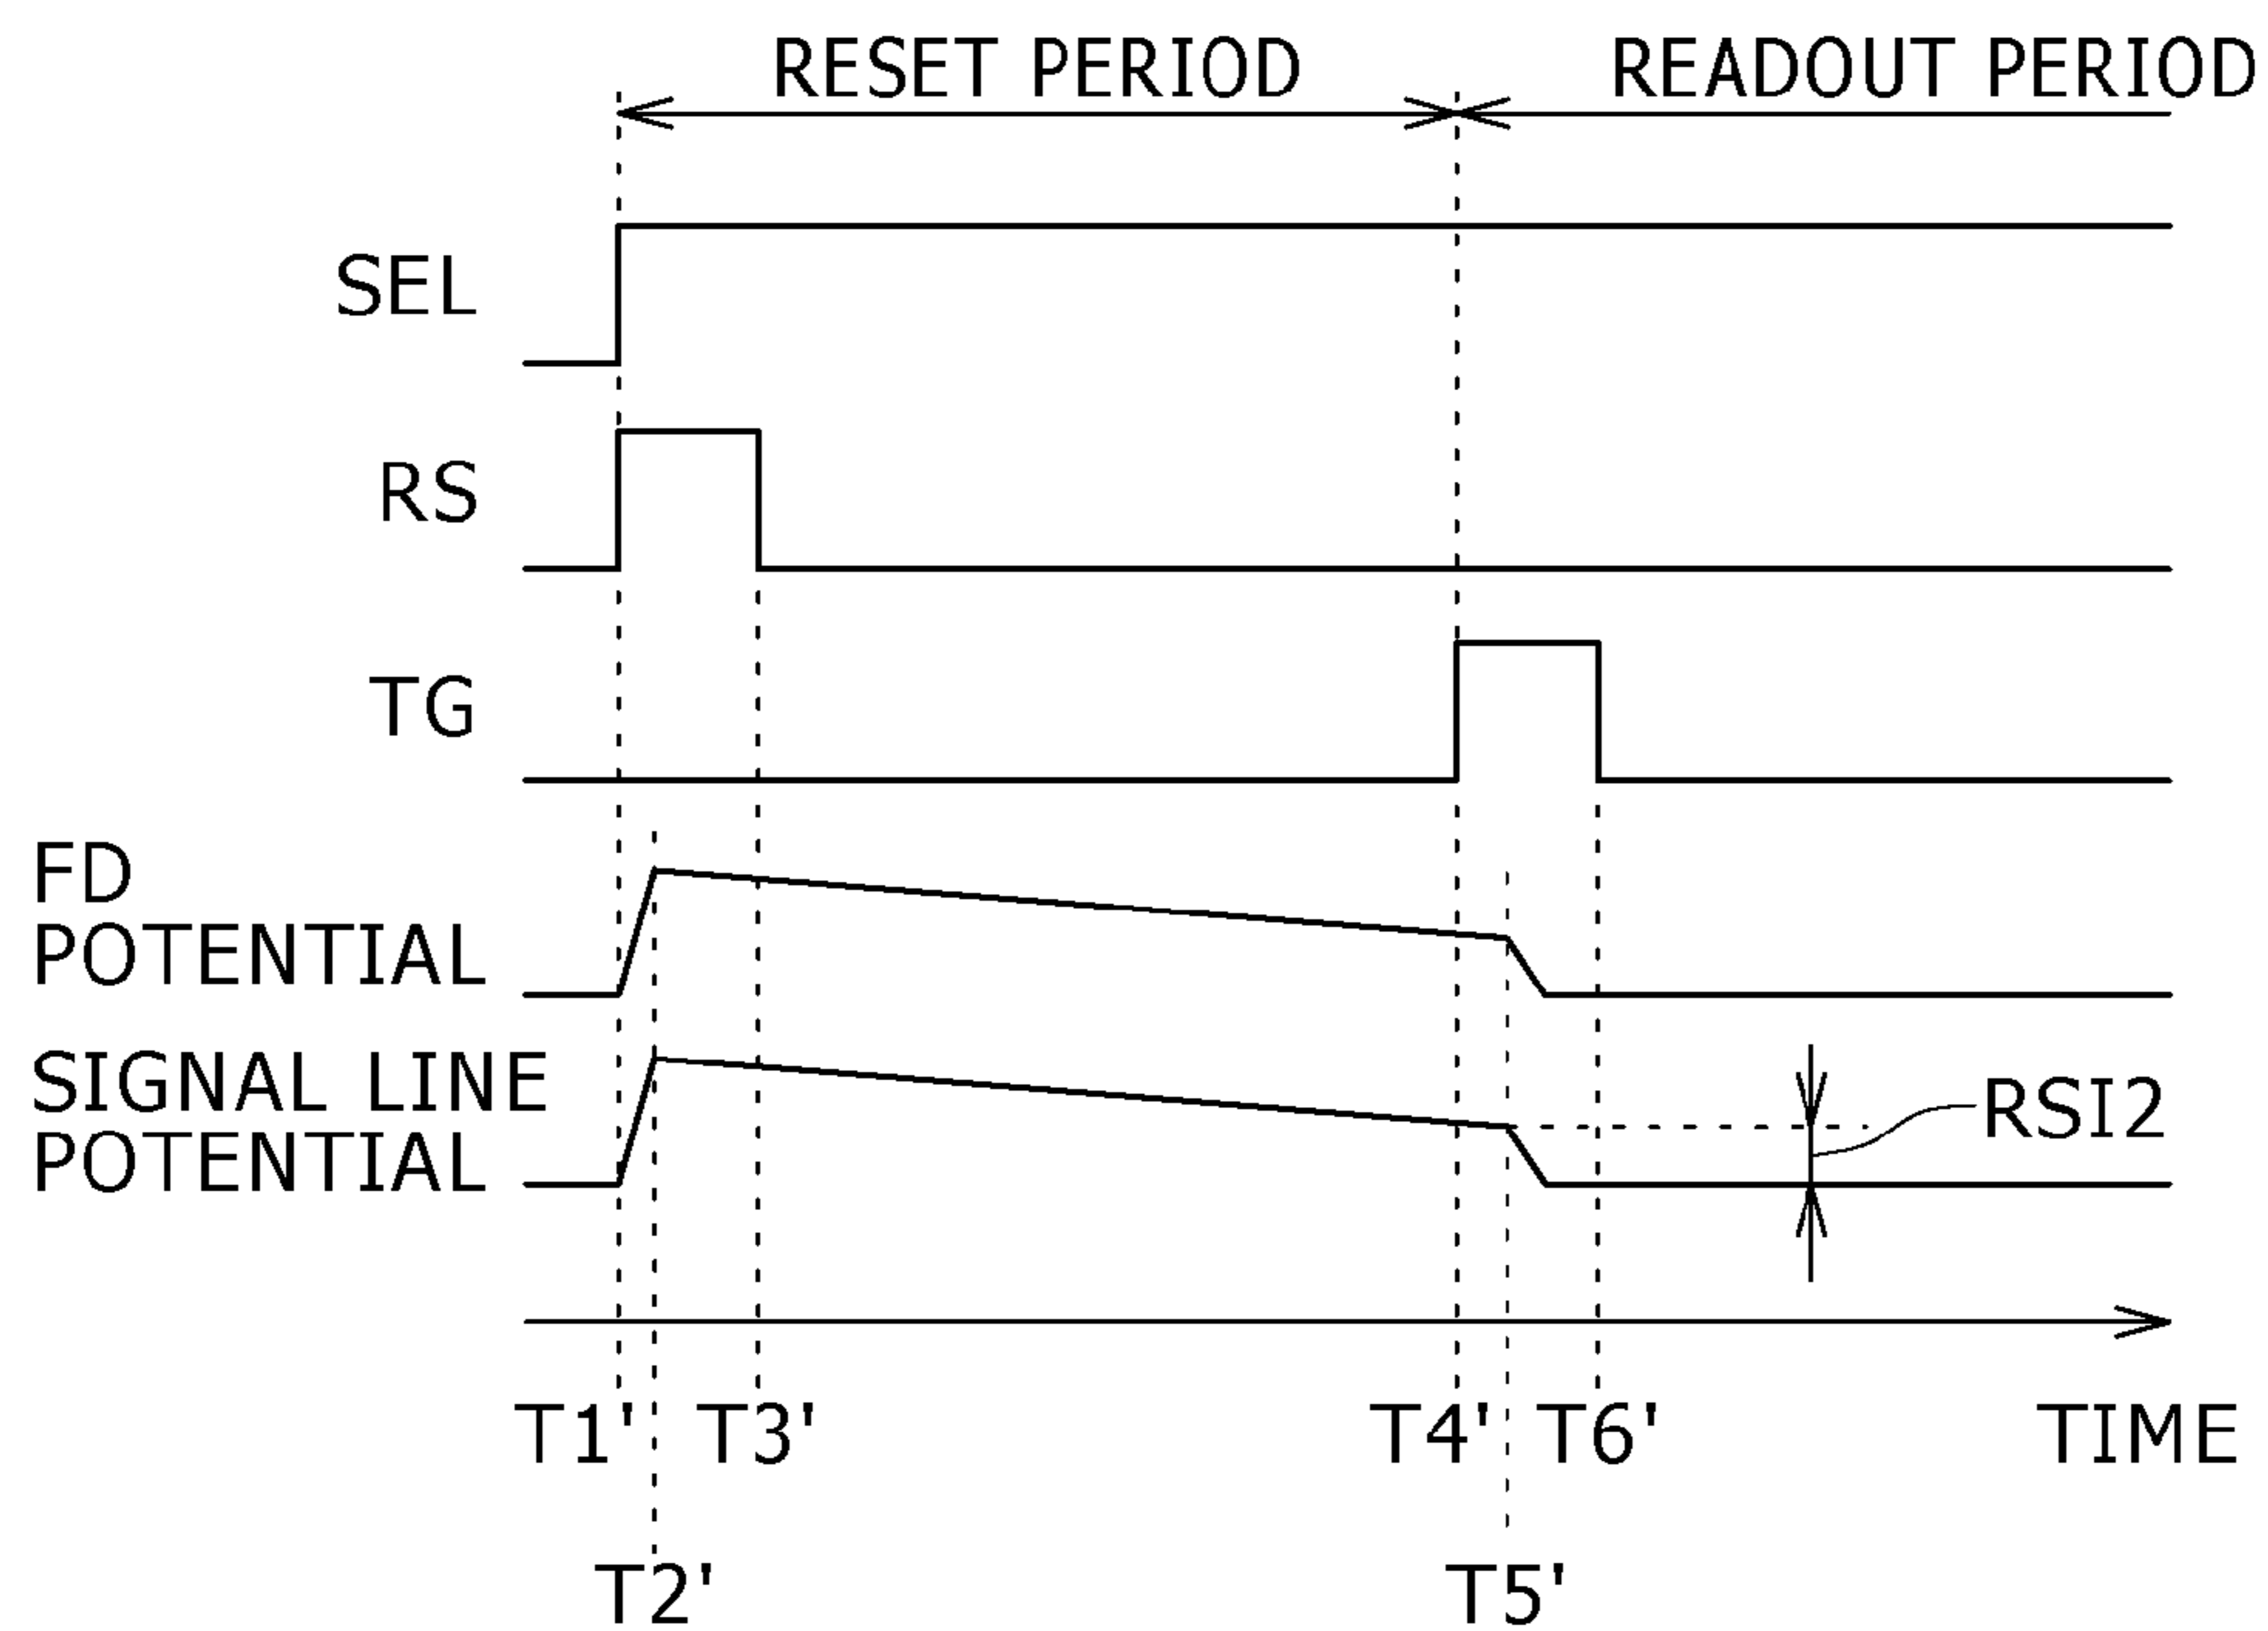 RESET PERIOD READOUT PERIOD
SEL
RS
TG
FD
POTENTIAL
SIGNAL LINE
POTENTIAL
RSI2
T1' T3' T4' T6' TIME
T2' T5'